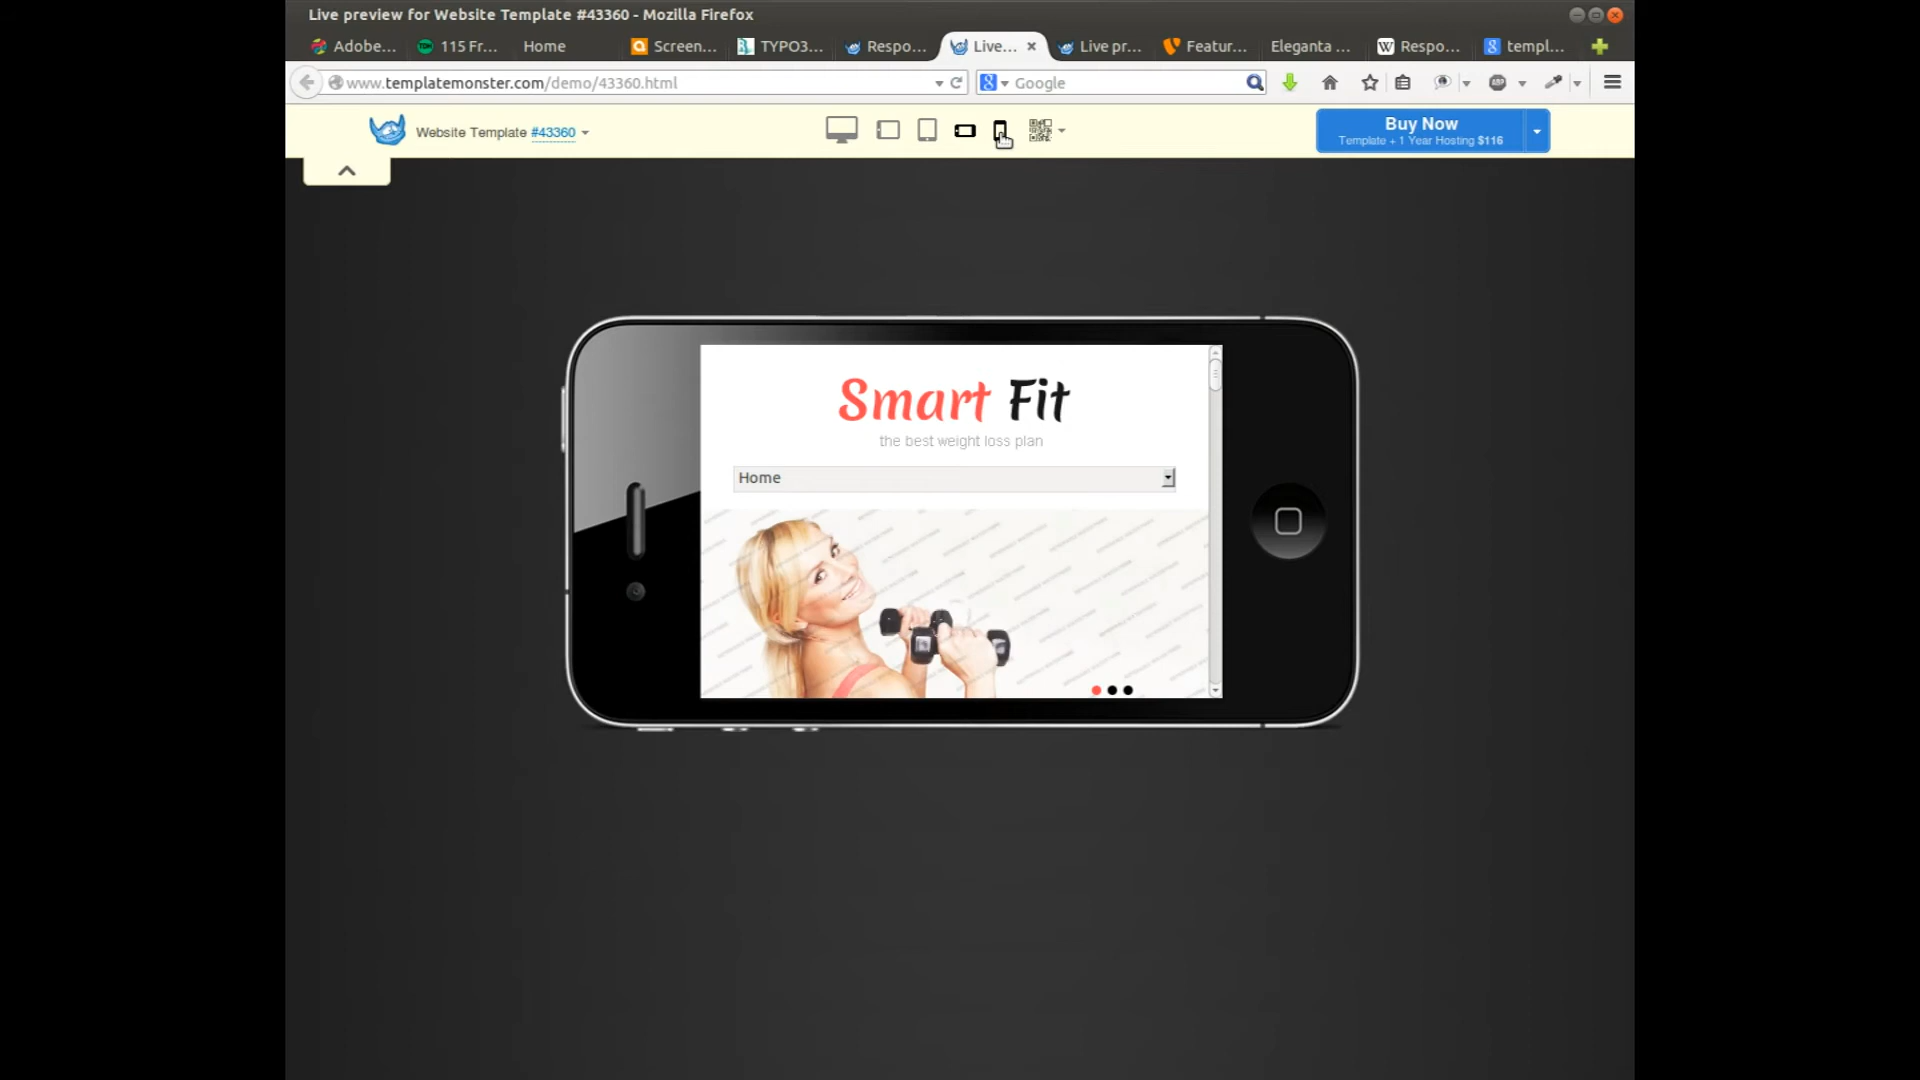 Live preview for Website Template #43360 - Mozilla Firefox
Adobe... 115 Fr... Home Screen... TYPO3... Respo... Live... Live pr... Featur... Eleganta ... Respo... templ...
www.templatemonster.com/demo/43360.html
Google
Website Template #43360
Buy Now
Template + 1 Year Hosting $116
Smart Fit
the best weight loss plan
Home